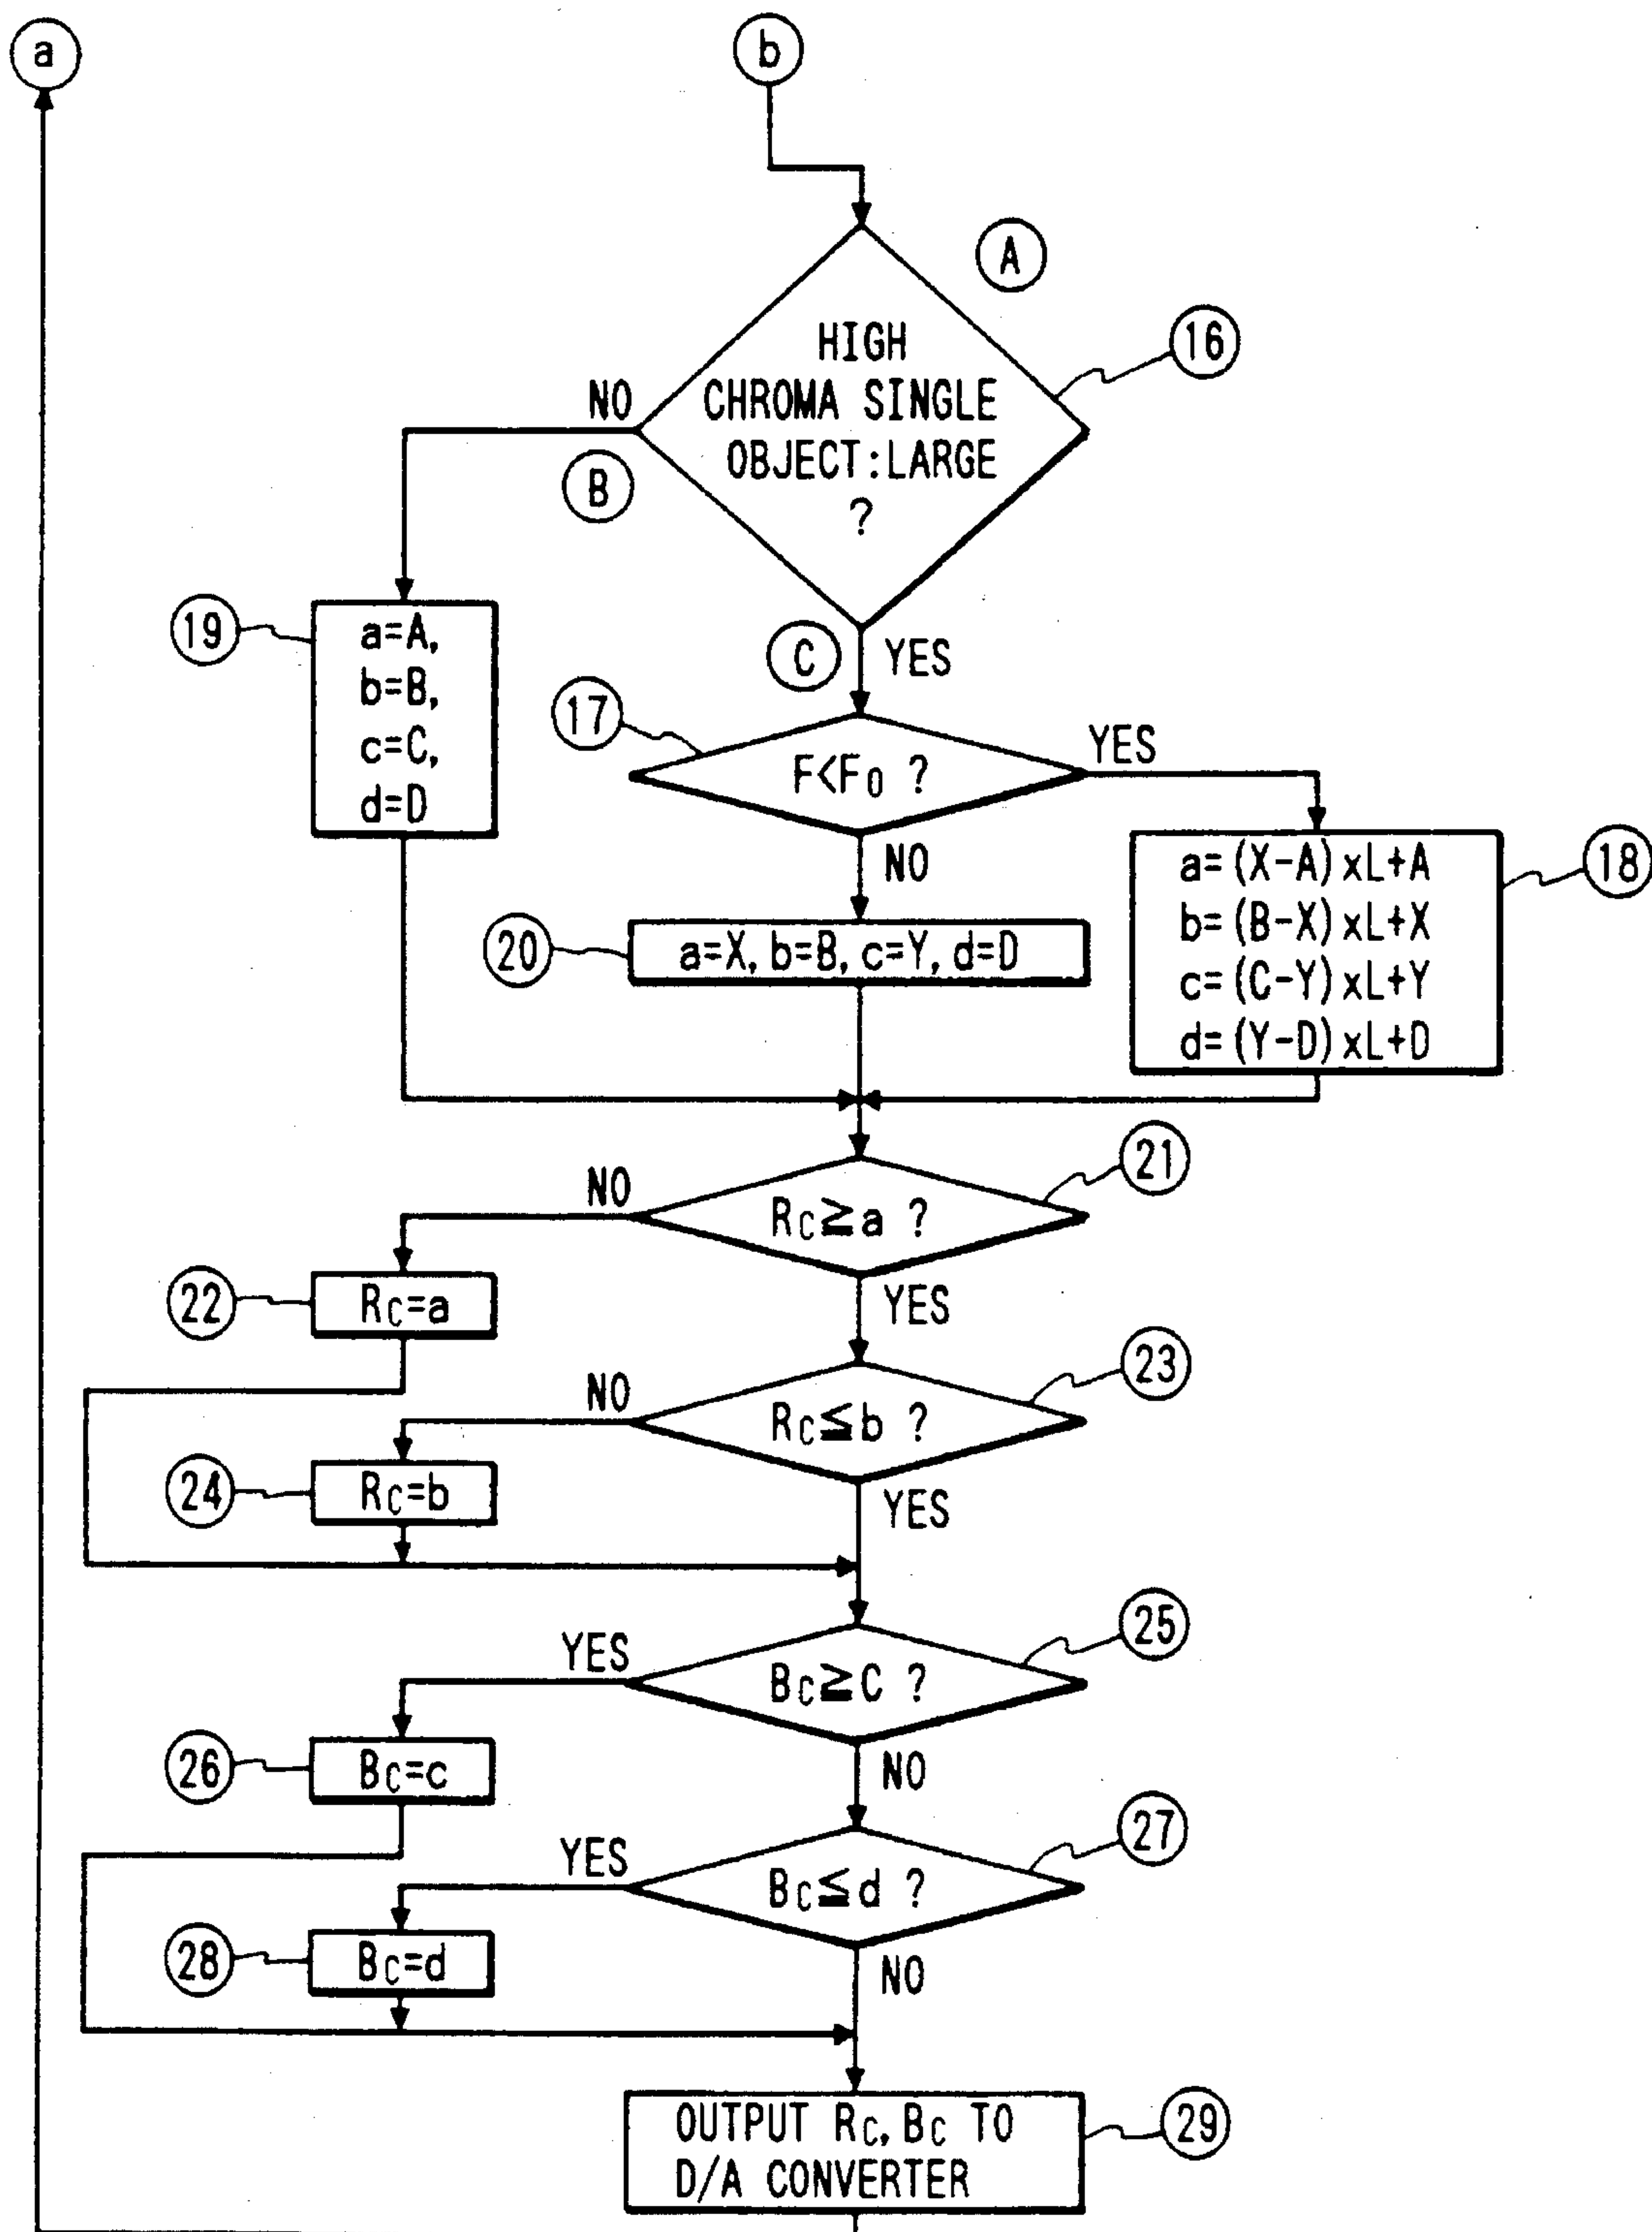 a
b
A
16
HIGH
CHROMA SINGLE
OBJECT:LARGE
?
NO
B
19
a=A,
b=B,
c=C,
d=D
C
YES
17
F<F0 ?
YES
NO
18
a=(X-A)xL+A
b=(B-X)xL+X
c=(C-Y)xL+Y
d=(Y-D)xL+D
20
a=X, b=B, c=Y, d=D
21
NO
RC≧a ?
22
RC=a
YES
23
NO
RC≦b ?
24
RC=b
YES
25
YES
BC≧C ?
26
BC=c
NO
27
YES
BC≦d ?
28
BC=d
NO
29
OUTPUT RC, BC TO
D/A CONVERTER